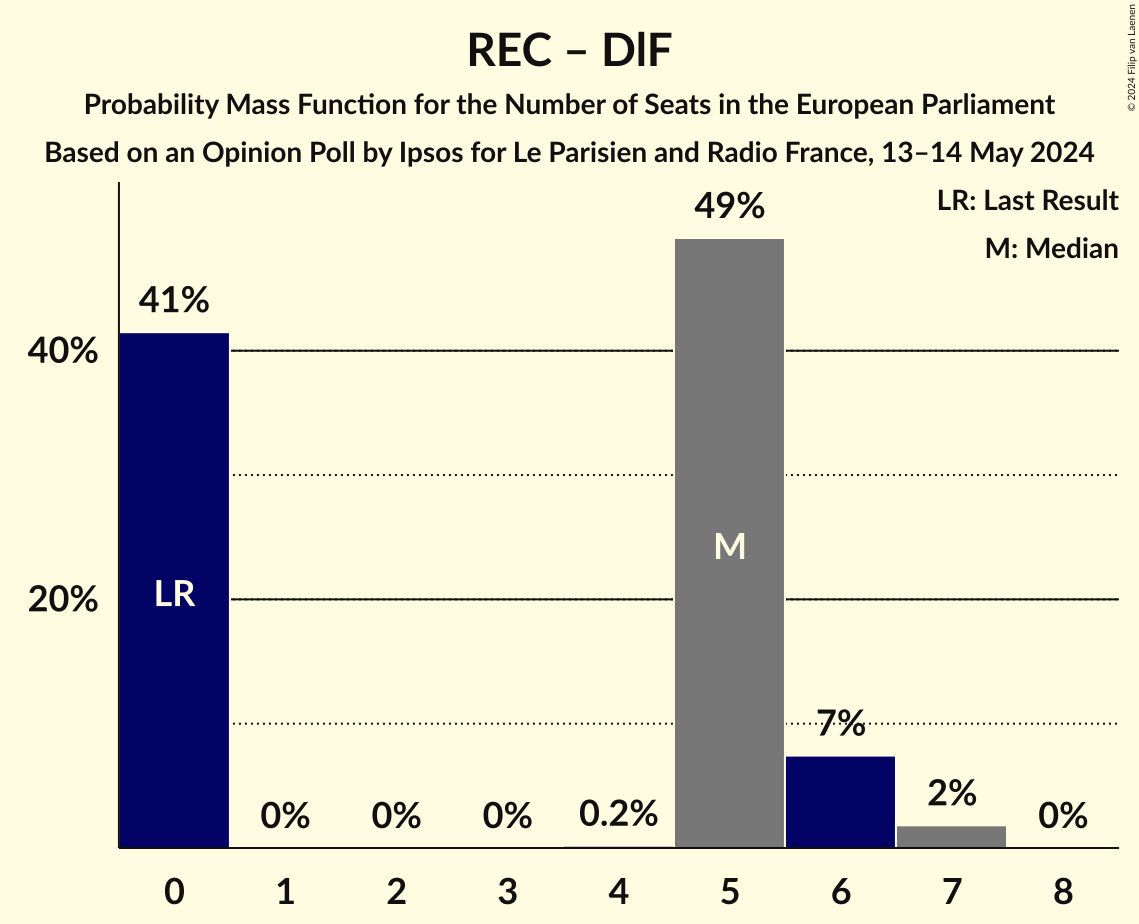 REC – DlF
Probability Mass Function for the Number of Seats in the European Parliament
Based on an Opinion Poll by Ipsos for Le Parisien and Radio France, 13–14 May 2024
© 2024 Filip van Laenen
LR: Last Result
M: Median
49%
41%
40%
M
LR
20%
7%
2%
0%
0%
0%
0.2%
0%
0
1
2
3
4
5
6
7
8